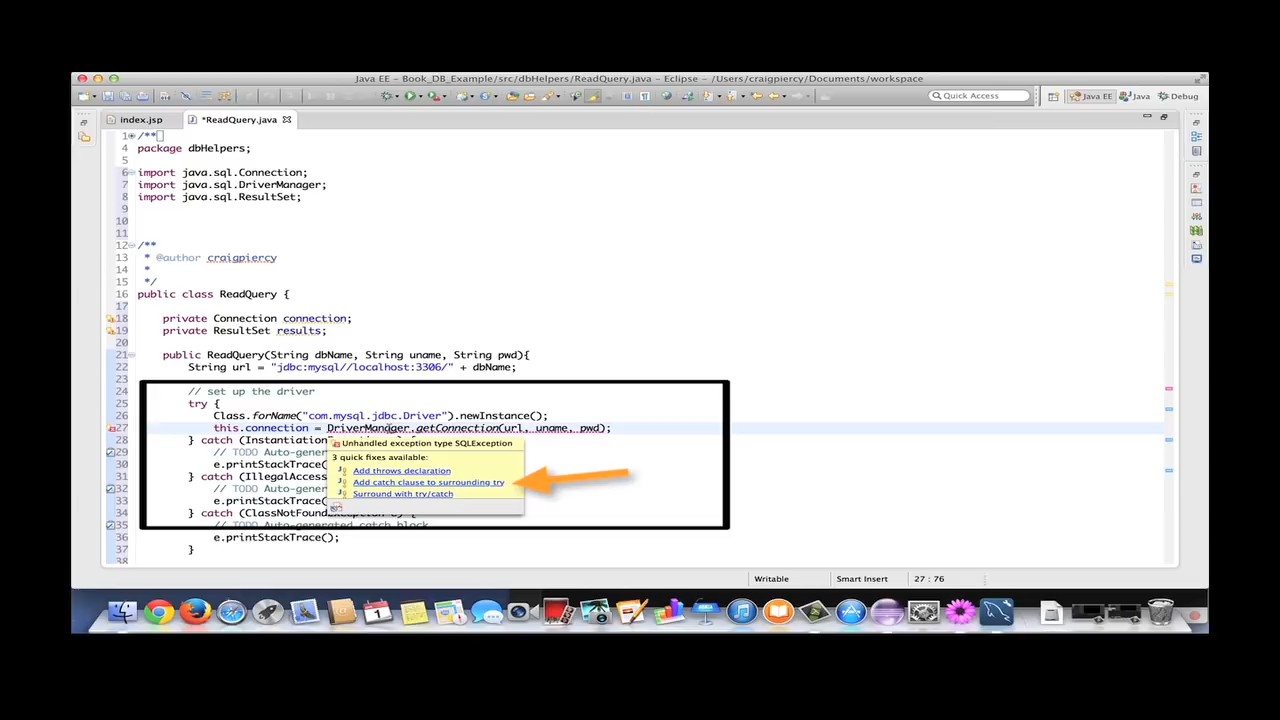 Java EE – Book_DB_Example/src/dbHelpers/ReadQuery.java – Eclipse – /Users/craigpiercy/Documents/workspace
Quick Access Java EE Java Debug
index.jsp *ReadQuery.java
1 /**
4 package dbHelpers;
5
6 import java.sql.Connection;
7 import java.sql.DriverManager;
8 import java.sql.ResultSet;
9
10
11
12 /**
13 * @author craigpiercy
14 *
15 */
16 public class ReadQuery {
17
18 private Connection connection;
19 private ResultSet results;
20
21 public ReadQuery(String dbName, String uname, String pwd){
22 String url = "jdbc:mysql//localhost:3306/" + dbName;
23
24 // set up the driver
25 try {
26 Class.forName("com.mysql.jdbc.Driver").newInstance();
27 this.connection = DriverManager.getConnection(url, uname, pwd);
28 } catch (Instantiation
Unhandled exception type SQLException
29 // TODO Auto-gener
3 quick fixes available:
30 e.printStackTrace(
Add throws declaration
31 } catch (IllegalAccess
Add catch clause to surrounding try
32 // TODO Auto-gener
Surround with try/catch
33 e.printStackTrace(
34 } catch (ClassNotFoundException e) {
35 // TODO Auto-generated catch block
36 e.printStackTrace();
37 }
38
Writable Smart Insert 27 : 76